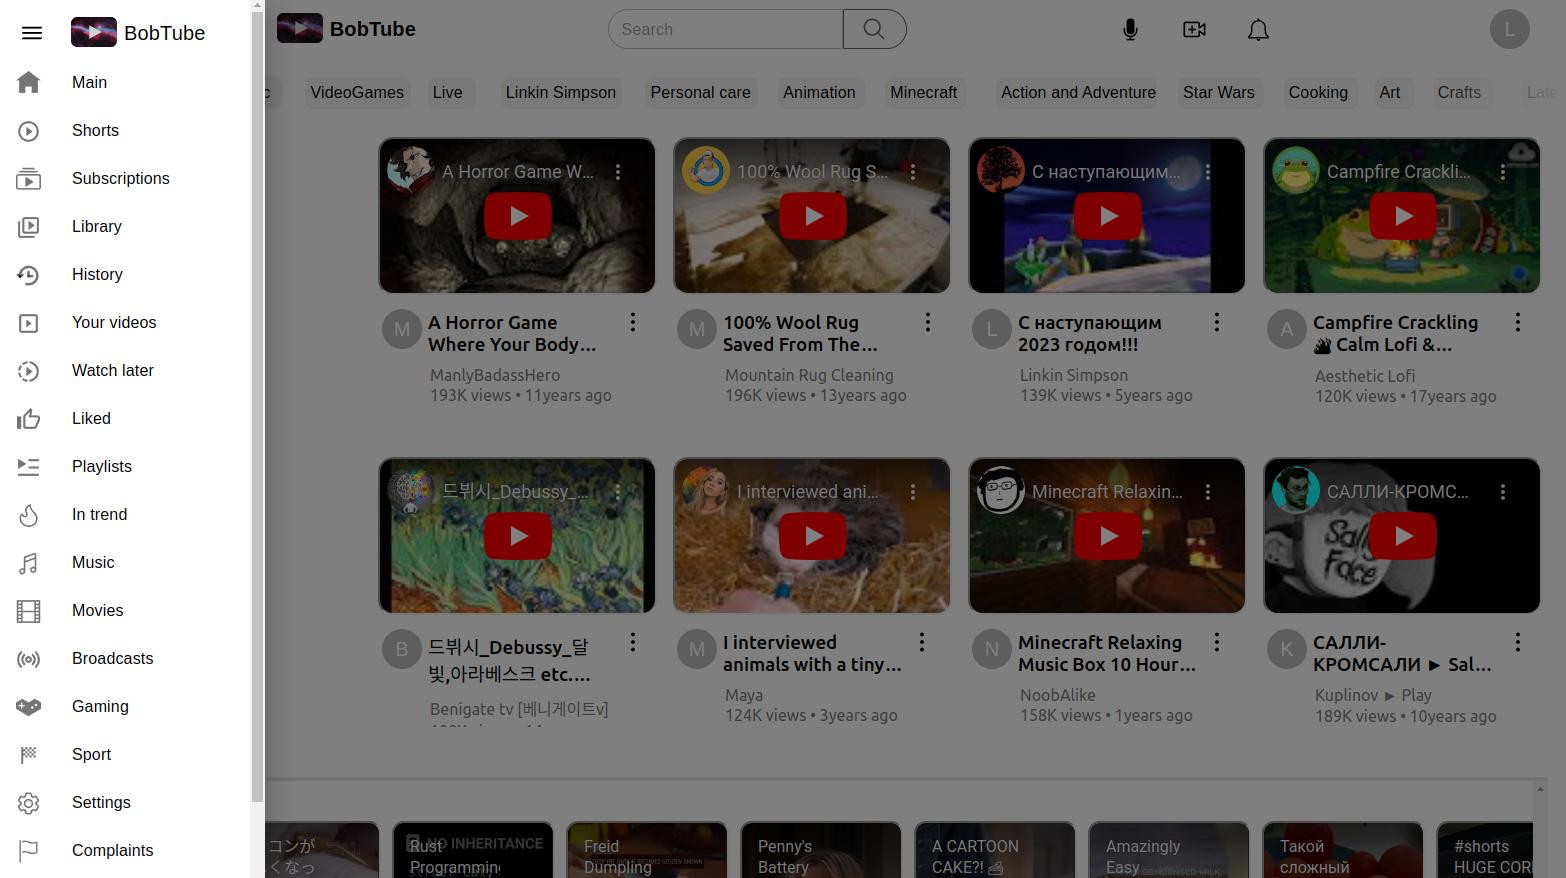 BobTube
Main
Shorts
Subscriptions
Library
History
Your videos
Watch later
Liked
Playlists
In trend
Music
Movies
Broadcasts
Gaming
Sport
Settings
Complaints
BobTube
Search
L
c
VideoGames
Live
Linkin Simpson
Personal care
Animation
Minecraft
Action and Adventure
Star Wars
Cooking
Art
Crafts
Late
A Horror Game W...
100% Wool Rug S...
С наступающим...
Campfire Crackli...
M
A Horror Game
Where Your Body...
ManlyBadassHero
193K views • 11years ago
M
100% Wool Rug
Saved From The...
Mountain Rug Cleaning
196K views • 13years ago
L
С наступающим
2023 годом!!!
Linkin Simpson
139K views • 5years ago
A
Campfire Crackling
🔥 Calm Lofi &...
Aesthetic Lofi
120K views • 17years ago
드뷔시_Debussy_...
I interviewed ani...
Minecraft Relaxin...
САЛЛИ-КРОМС...
Sally
Face
B
드뷔시_Debussy_달
빛,아라베스크 etc....
Benigate tv [베니게이트v]
M
I interviewed
animals with a tiny...
Maya
124K views • 3years ago
N
Minecraft Relaxing
Music Box 10 Hour...
NoobAlike
158K views • 1years ago
K
САЛЛИ-
КРОМСАЛИ ► Sal...
Kuplinov ► Play
189K views • 10years ago
コンが
くなっ
NO INHERITANCE
Rust
Programming
Freid
Dumpling
Penny's
Battery
A CARTOON
CAKE?! 🍰
Amazingly
Easy
CONDENSED MILK
Такой
сложный
#shorts
HUGE COR